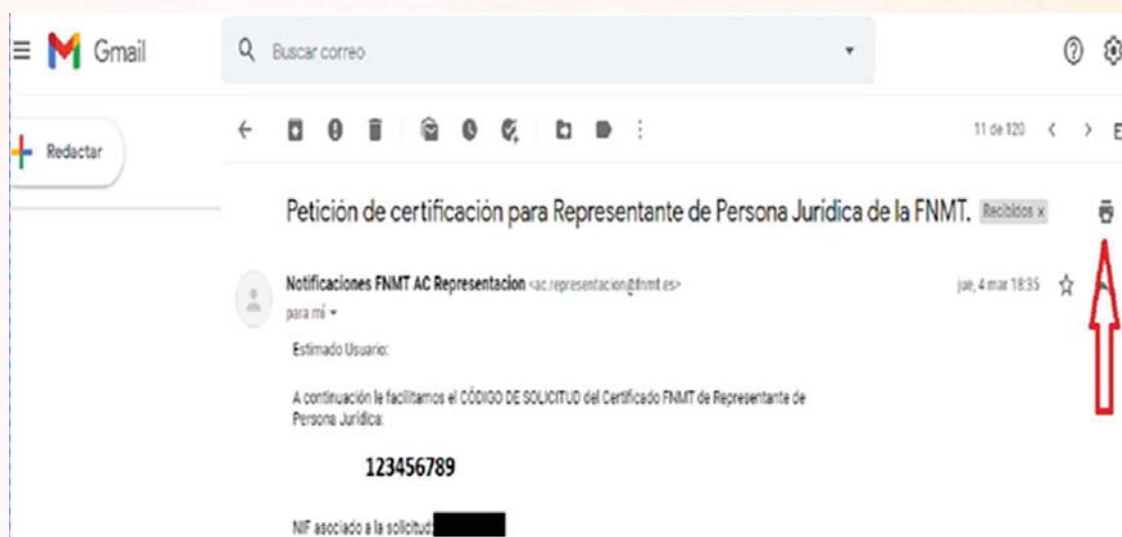 Gmail
Buscar correo
Redactar
11 de 120
Petición de certificación para Representante de Persona Jurídica de la FNMT. Recibidos x
Notificaciones FNMT AC Representacion <ac.representacion@fnmt.es>
jue, 4 mar 18:35
para mí
Estimado Usuario:
A continuación le facilitamos el CÓDIGO DE SOLICITUD del Certificado FNMT de Representante de
Persona Jurídica:
123456789
NIF asociado a la solicitud: